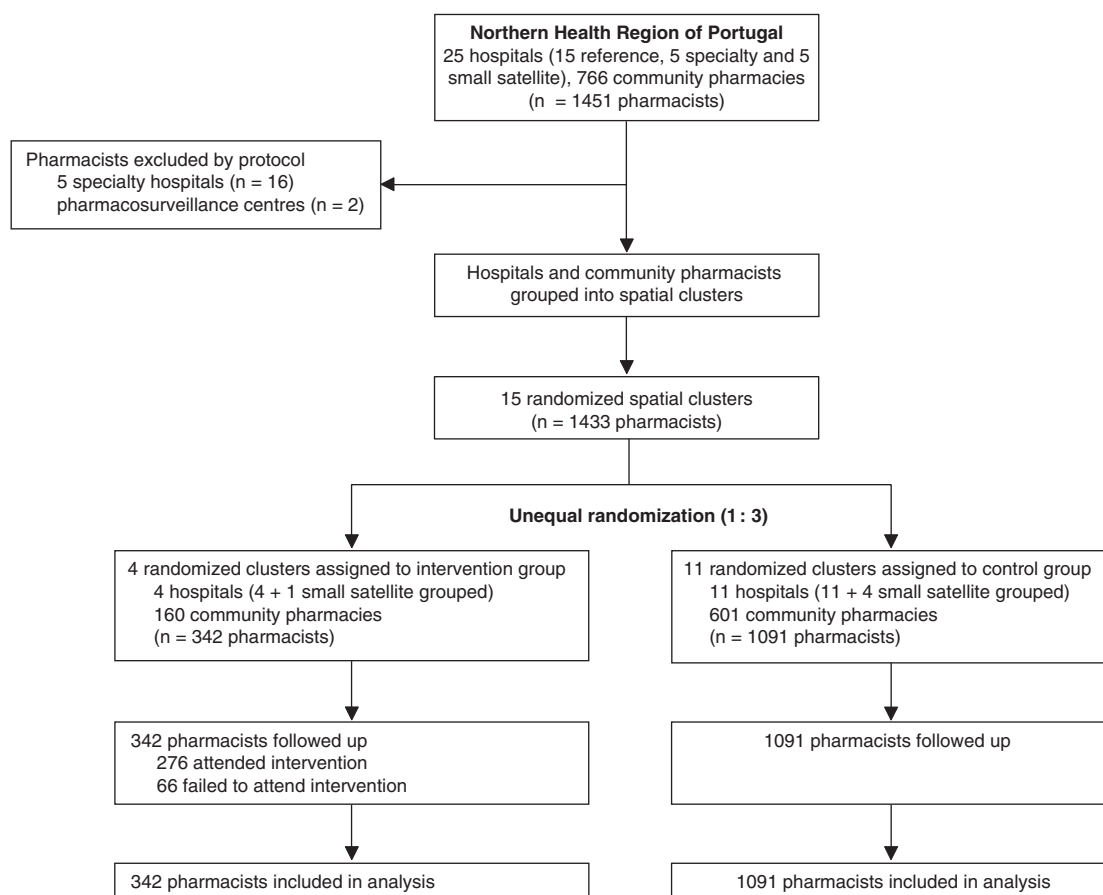 Northern Health Region of Portugal
25 hospitals (15 reference, 5 specialty and 5
small satellite), 766 community pharmacies
(n = 1451 pharmacists)
Pharmacists excluded by protocol
5 specialty hospitals (n = 16)
pharmacosurveillance centres (n = 2)
Hospitals and community pharmacists
grouped into spatial clusters
15 randomized spatial clusters
(n = 1433 pharmacists)
Unequal randomization (1 : 3)
4 randomized clusters assigned to intervention group
4 hospitals (4 + 1 small satellite grouped)
160 community pharmacies
(n = 342 pharmacists)
11 randomized clusters assigned to control group
11 hospitals (11 + 4 small satellite grouped)
601 community pharmacies
(n = 1091 pharmacists)
342 pharmacists followed up
276 attended intervention
66 failed to attend intervention
1091 pharmacists followed up
342 pharmacists included in analysis
1091 pharmacists included in analysis